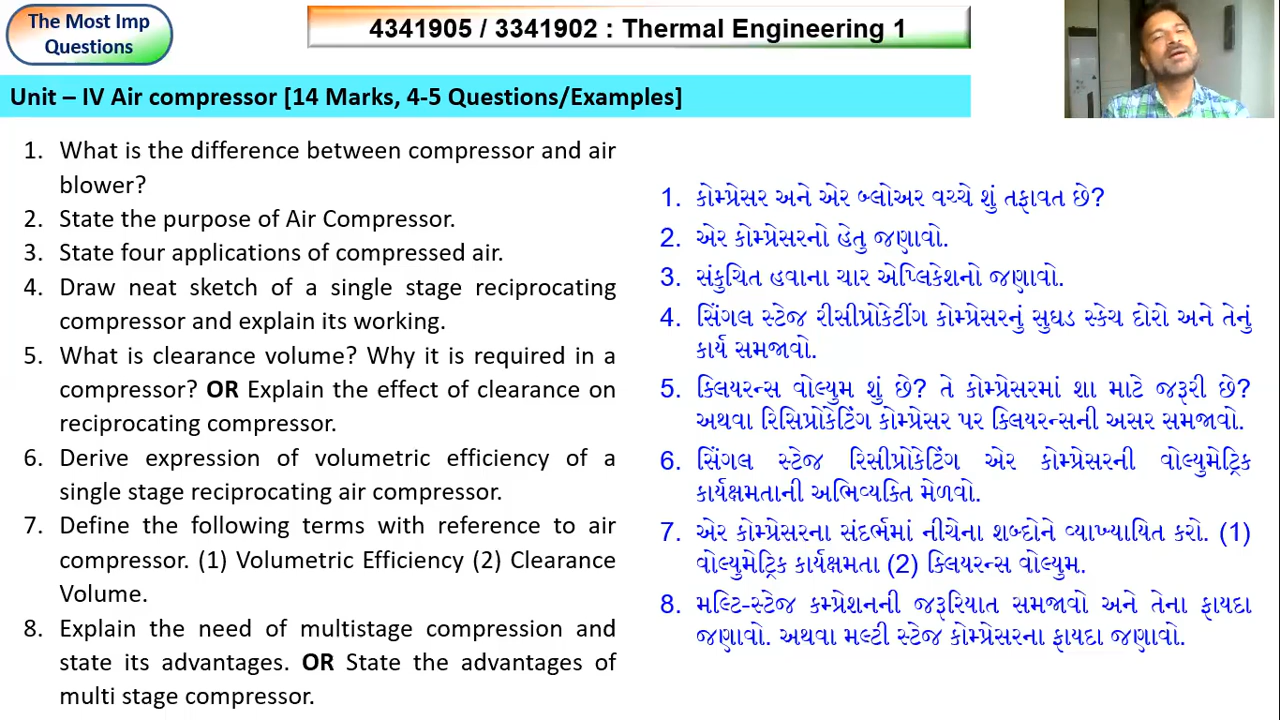 The Most Imp
Questions
4341905 / 3341902 : Thermal Engineering 1
Unit – IV Air compressor [14 Marks, 4-5 Questions/Examples]
1. What is the difference between compressor and air
blower?
2. State the purpose of Air Compressor.
3. State four applications of compressed air.
4. Draw neat sketch of a single stage reciprocating
compressor and explain its working.
5. What is clearance volume? Why it is required in a
compressor? OR Explain the effect of clearance on
reciprocating compressor.
6. Derive expression of volumetric efficiency of a
single stage reciprocating air compressor.
7. Define the following terms with reference to air
compressor. (1) Volumetric Efficiency (2) Clearance
Volume.
8. Explain the need of multistage compression and
state its advantages. OR State the advantages of
multi stage compressor.
1. કોમ્પ્રેસર અને એર બ્લોઅર વચ્ચે શું તફાવત છે?
2. એર કોમ્પ્રેસરનો હેતુ જણાવો.
3. સંકુચિત હવાના ચાર એપ્લિકેશનો જણાવો.
4. સિંગલ સ્ટેજ રીસીપ્રોકેટીંગ કોમ્પ્રેસરનું સુઘડ સ્કેચ દોરો અને તેનું
કાર્ય સમજાવો.
5. ક્લિયરન્સ વોલ્યુમ શું છે? તે કોમ્પ્રેસરમાં શા માટે જરૂરી છે?
અથવા રિસિપ્રોકેટિંગ કોમ્પ્રેસર પર ક્લિયરન્સની અસર સમજાવો.
6. સિંગલ સ્ટેજ રિસીપ્રોકેટિંગ એર કોમ્પ્રેસરની વોલ્યુમેટ્રિક
કાર્યક્ષમતાની અભિવ્યક્તિ મેળવો.
7. એર કોમ્પ્રેસરના સંદર્ભમાં નીચેના શબ્દોને વ્યાખ્યાયિત કરો. (1)
વોલ્યુમેટ્રિક કાર્યક્ષમતા (2) ક્લિયરન્સ વોલ્યુમ.
8. મલ્ટિ-સ્ટેજ કમ્પ્રેશનની જરૂરિયાત સમજાવો અને તેના ફાયદા
જણાવો. અથવા મલ્ટી સ્ટેજ કોમ્પ્રેસરના ફાયદા જણાવો.